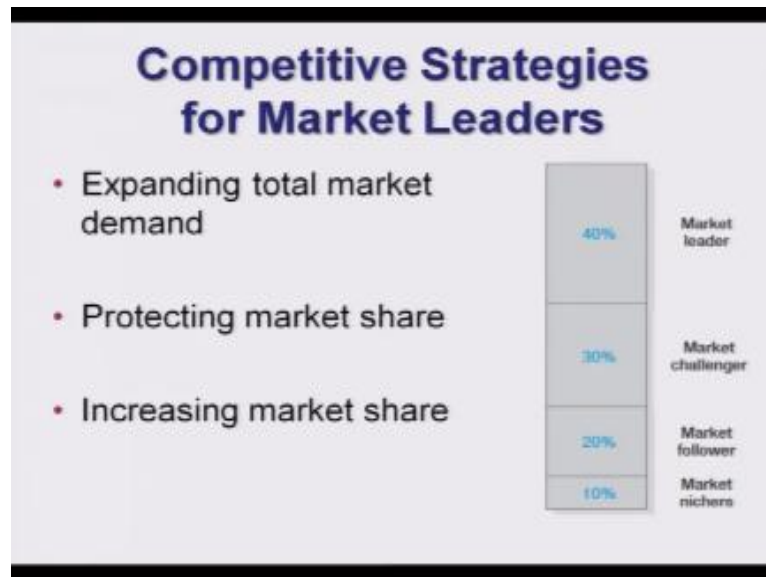 Competitive Strategies
for Market Leaders
• Expanding total market
demand
• Protecting market share
• Increasing market share
40%
Market
leader
30%
Market
challenger
20%
Market
follower
10%
Market
nichers